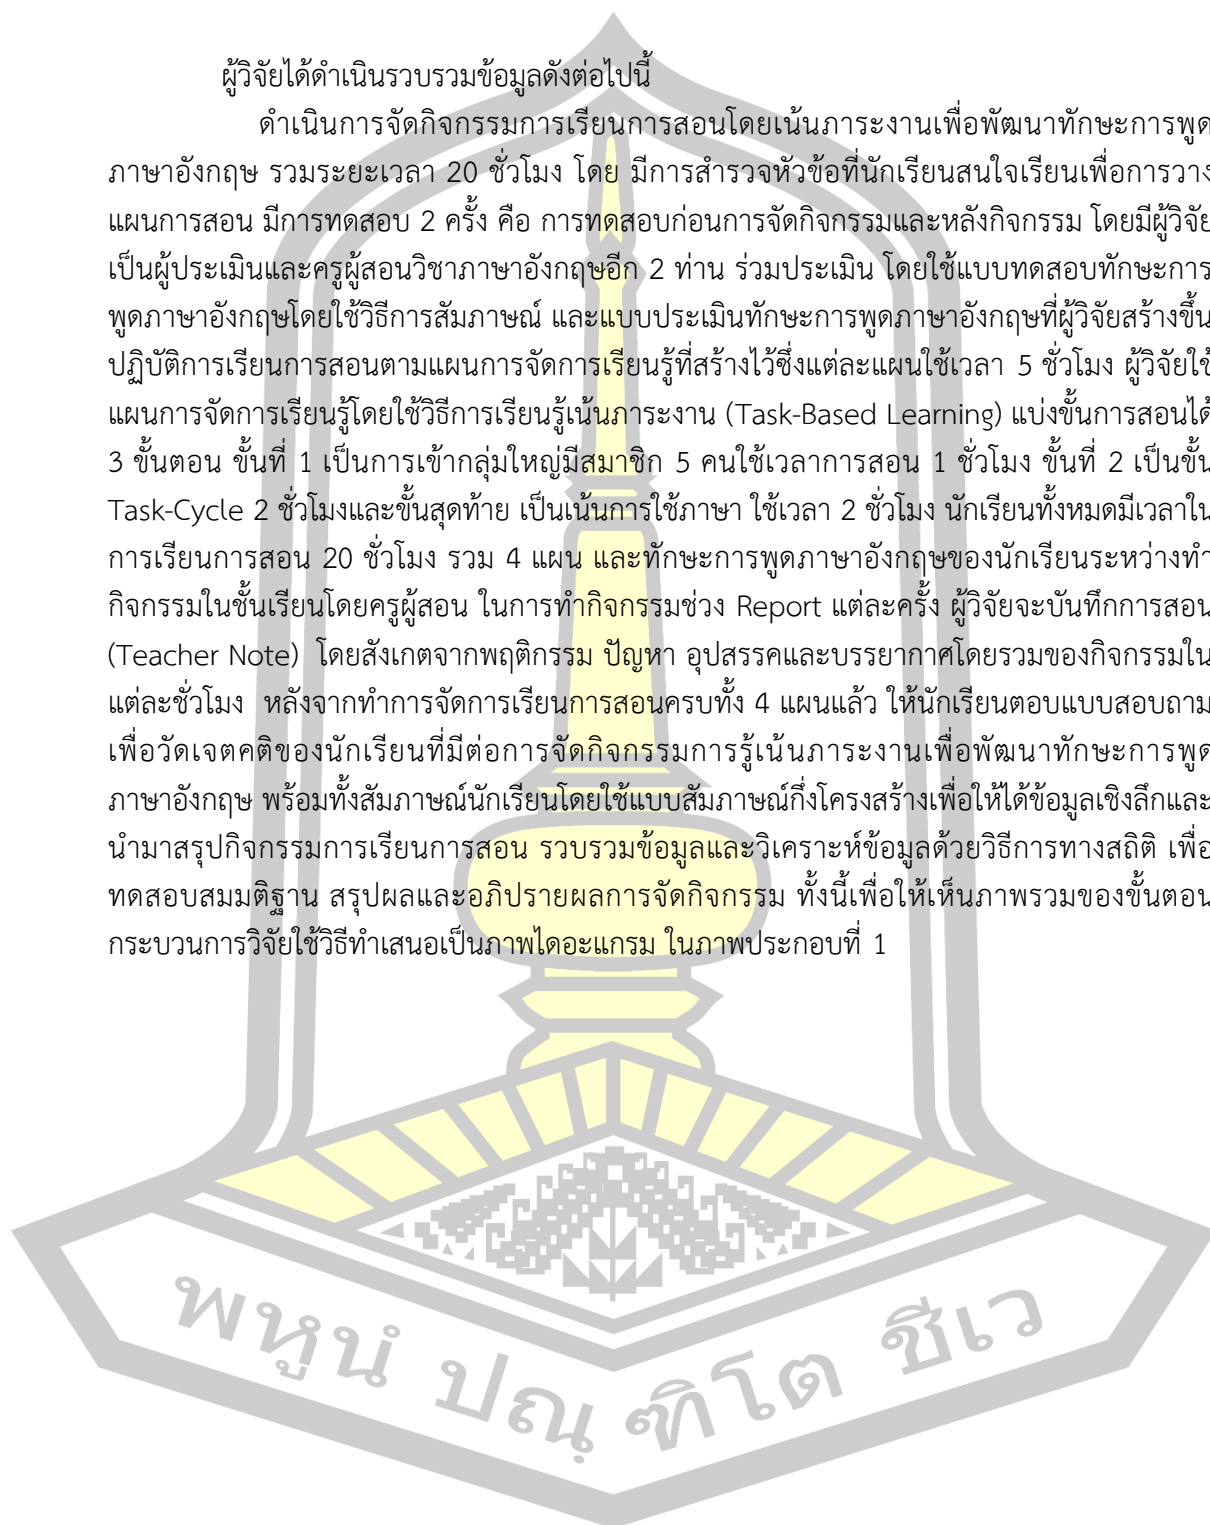 ผู้วิจัยได้ดำเนินรวบรวมข้อมูลดังต่อไปนี้
ดำเนินการจัดกิจกรรมการเรียนการสอนโดยเน้นภาระงานเพื่อพัฒนาทักษะการพูด
ภาษาอังกฤษ รวมระยะเวลา 20 ชั่วโมง โดย มีการสำรวจหัวข้อที่นักเรียนสนใจเรียนเพื่อการวาง
แผนการสอน มีการทดสอบ 2 ครั้ง คือ การทดสอบก่อนการจัดกิจกรรมและหลังกิจกรรม โดยมีผู้วิจัย
เป็นผู้ประเมินและครูผู้สอนวิชาภาษาอังกฤษอีก 2 ท่าน ร่วมประเมิน โดยใช้แบบทดสอบทักษะการ
พูดภาษาอังกฤษโดยใช้วิธีการสัมภาษณ์ และแบบประเมินทักษะการพูดภาษาอังกฤษที่ผู้วิจัยสร้างขึ้น
ปฏิบัติการเรียนการสอนตามแผนการจัดการเรียนรู้ที่สร้างไว้ซึ่งแต่ละแผนใช้เวลา 5 ชั่วโมง ผู้วิจัยใช้
แผนการจัดการเรียนรู้โดยใช้วิธีการเรียนรู้เน้นภาระงาน (Task-Based Learning) แบ่งขั้นการสอนได้
3 ขั้นตอน ขั้นที่ 1 เป็นการเข้ากลุ่มใหญ่มีสมาชิก 5 คนใช้เวลาการสอน 1 ชั่วโมง ขั้นที่ 2 เป็นขั้น
Task-Cycle 2 ชั่วโมงและขั้นสุดท้าย เป็นเน้นการใช้ภาษา ใช้เวลา 2 ชั่วโมง นักเรียนทั้งหมดมีเวลาใน
การเรียนการสอน 20 ชั่วโมง รวม 4 แผน และทักษะการพูดภาษาอังกฤษของนักเรียนระหว่างทำ
กิจกรรมในชั้นเรียนโดยครูผู้สอน ในการทำกิจกรรมช่วง Report แต่ละครั้ง ผู้วิจัยจะบันทึกการสอน
(Teacher Note) โดยสังเกตจากพฤติกรรม ปัญหา อุปสรรคและบรรยากาศโดยรวมของกิจกรรมใน
แต่ละชั่วโมง หลังจากทำการจัดการเรียนการสอนครบทั้ง 4 แผนแล้ว ให้นักเรียนตอบแบบสอบถาม
เพื่อวัดเจตคติของนักเรียนที่มีต่อการจัดกิจกรรมการรู้เน้นภาระงานเพื่อพัฒนาทักษะการพูด
ภาษาอังกฤษ พร้อมทั้งสัมภาษณ์นักเรียนโดยใช้แบบสัมภาษณ์กึ่งโครงสร้างเพื่อให้ได้ข้อมูลเชิงลึกและ
นำมาสรุปกิจกรรมการเรียนการสอน รวบรวมข้อมูลและวิเคราะห์ข้อมูลด้วยวิธีการทางสถิติ เพื่อ
ทดสอบสมมติฐาน สรุปผลและอภิปรายผลการจัดกิจกรรม ทั้งนี้เพื่อให้เห็นภาพรวมของขั้นตอน
กระบวนการวิจัยใช้วิธีทำเสนอเป็นภาพไดอะแกรม ในภาพประกอบที่ 1
พหูนํ ปณฺฑิโต ชีเว